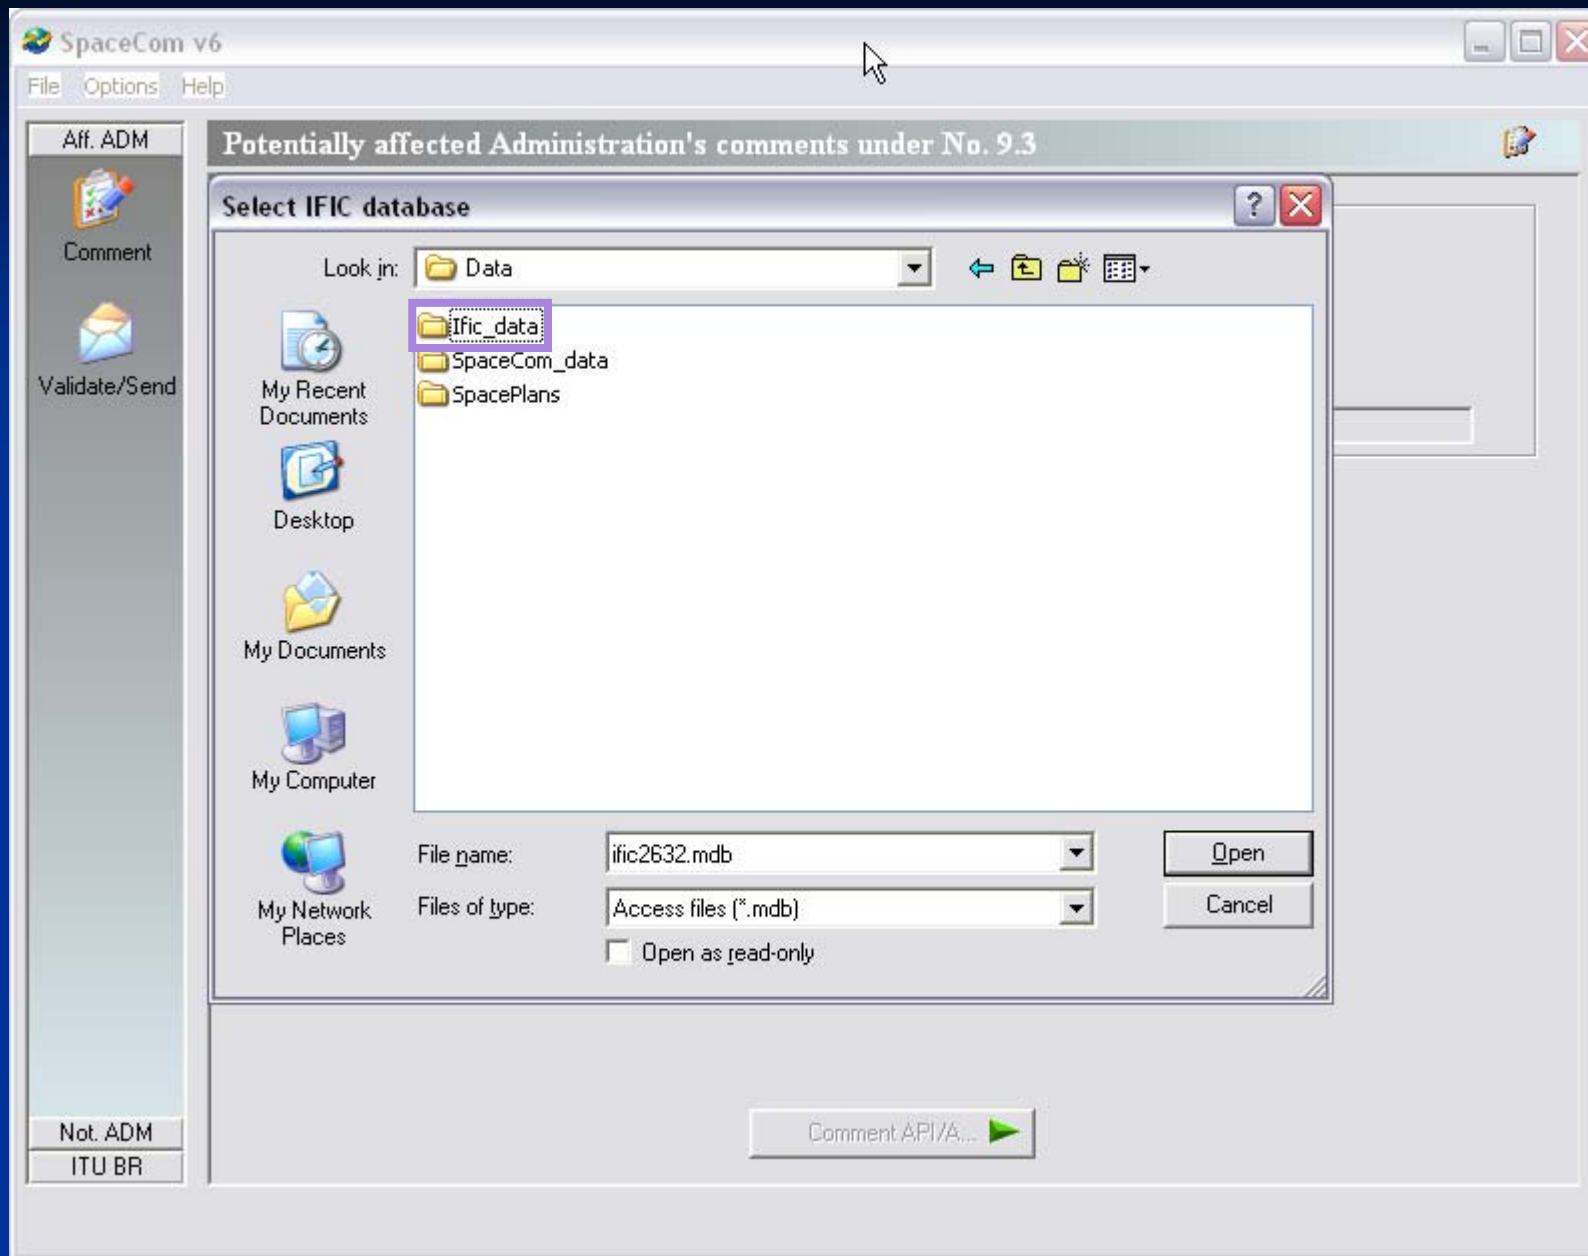 SpaceCom v6
File Options Help
Aff. ADM
Potentially affected Administration's comments under No. 9.3
Comment
Validate/Send
Select IFIC database
Look in: Data
Ific_data
SpaceCom_data
SpacePlans
My Recent
Documents
Desktop
My Documents
My Computer
My Network
Places
File name: ific2632.mdb
Open
Files of type: Access files (*.mdb)
Cancel
Open as read-only
Comment API/A...
Not. ADM
ITU BR